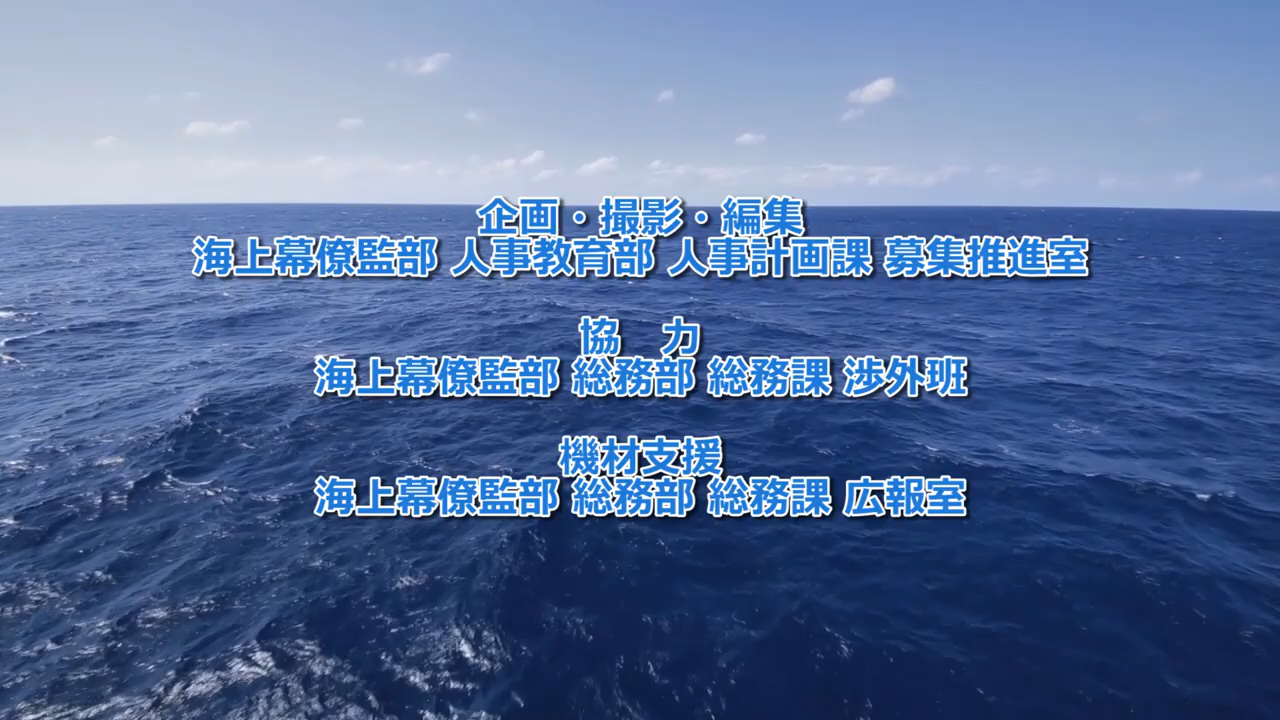 企画・撮影・編集
海上幕僚監部 人事教育部 人事計画課 募集推進室
協　力
海上幕僚監部 総務部 総務課 渉外班
機材支援
海上幕僚監部 総務部 総務課 広報室